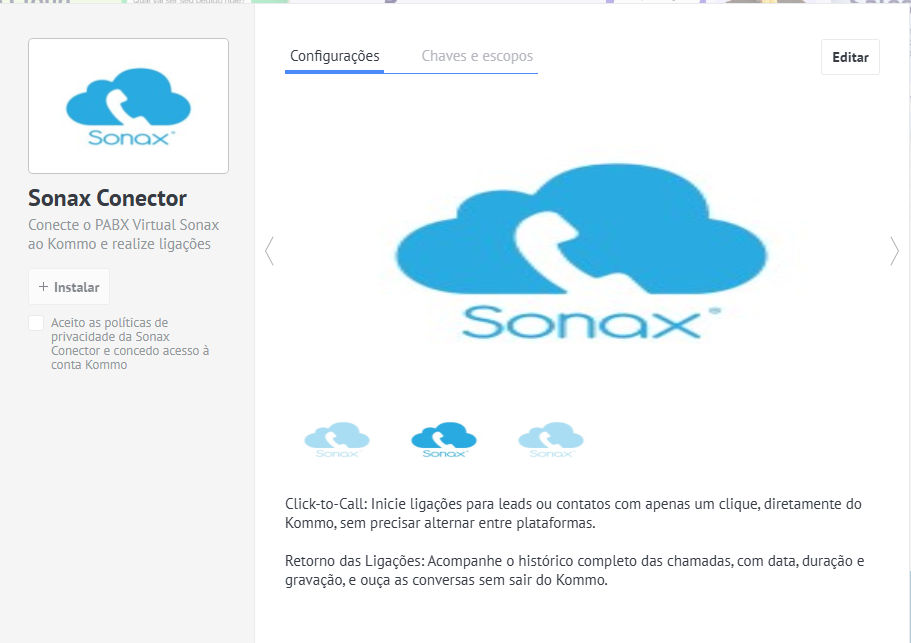 Sonax
Sonax Conector
Conecte o PABX Virtual Sonax
ao Kommo e realize ligações
+ Instalar
Aceito as políticas de
privacidade da Sonax
Conector e concedo acesso à
conta Kommo
Configurações
Chaves e escopos
Editar
Sonax
Sonax
Sonax
Sonax
Click-to-Call: Inicie ligações para leads ou contatos com apenas um clique, diretamente do
Kommo, sem precisar alternar entre plataformas.
Retorno das Ligações: Acompanhe o histórico completo das chamadas, com data, duração e
gravação, e ouça as conversas sem sair do Kommo.